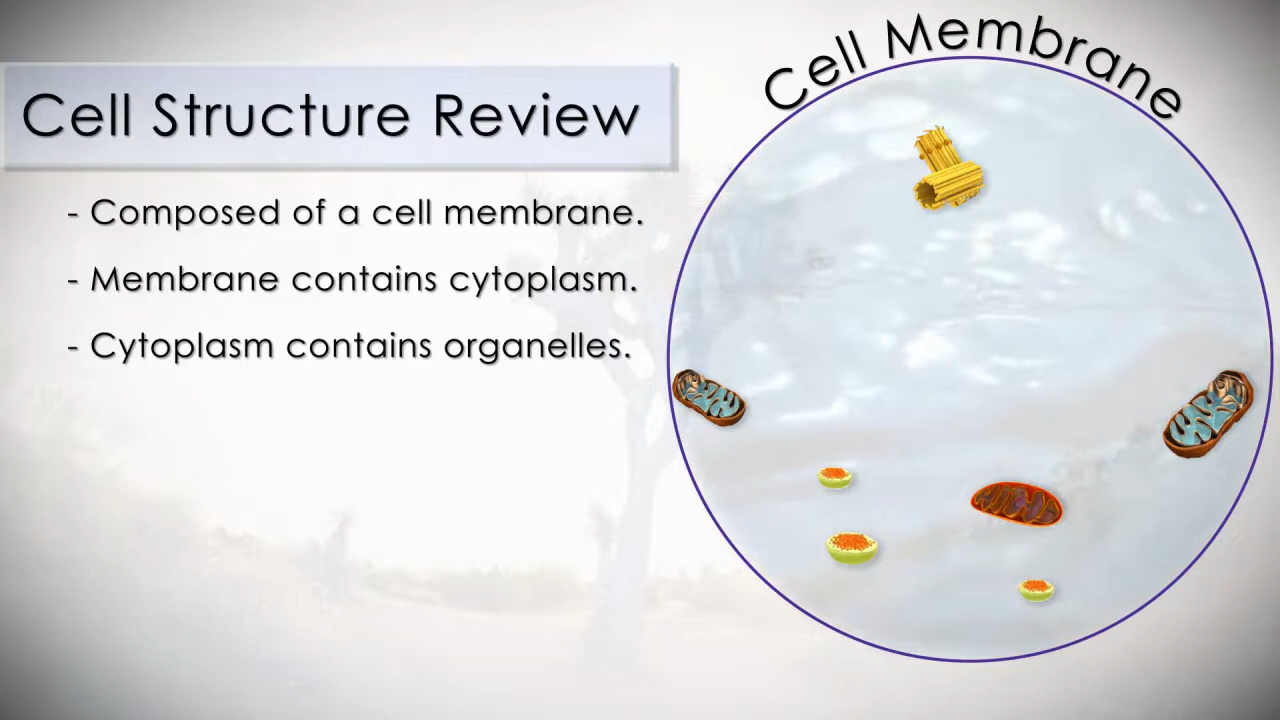 Cell Membrane
Cell Structure Review
- Composed of a cell membrane.
- Membrane contains cytoplasm.
- Cytoplasm contains organelles.